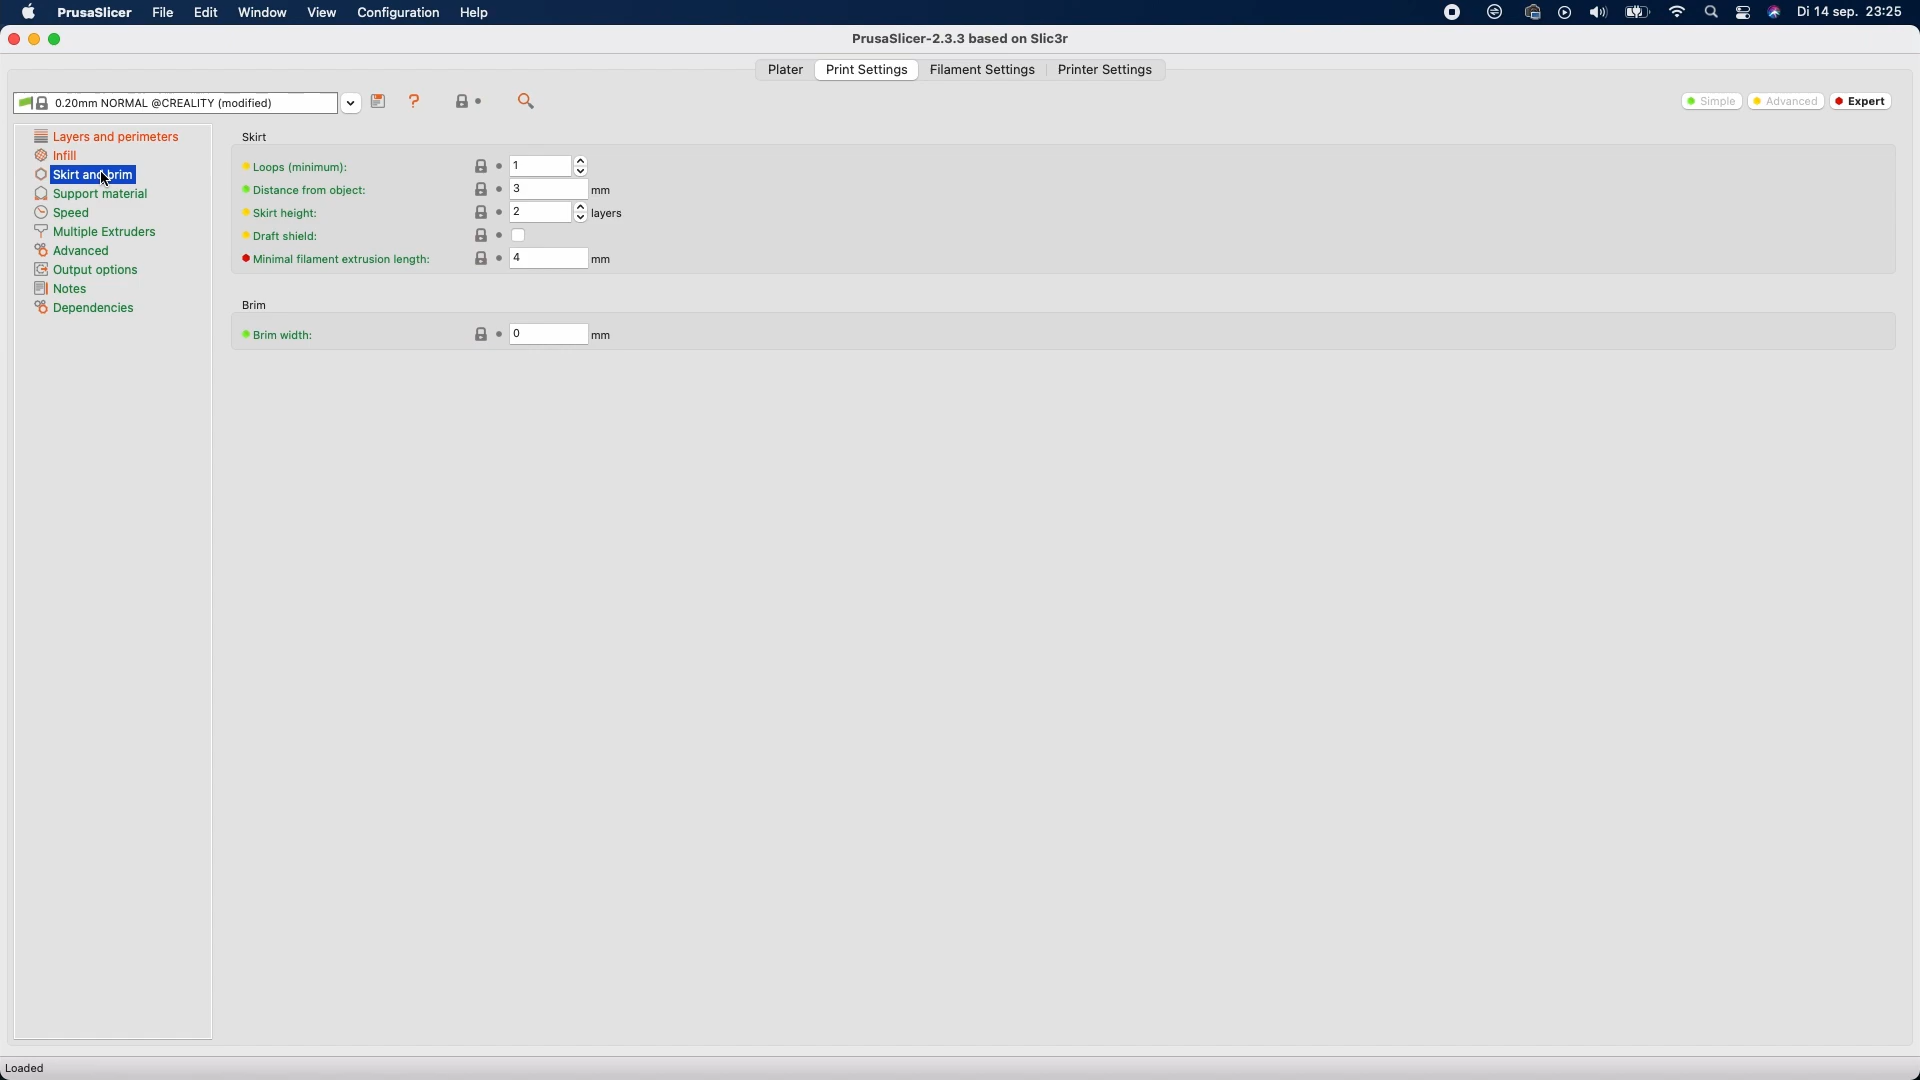 PrusaSlicer File Edit Window View Configuration Help Di 14 sep. 23:25
PrusaSlicer-2.3.3 based on Slic3r
Plater Print Settings Filament Settings Printer Settings
0.20mm NORMAL @CREALITY (modified) Simple Advanced Expert
Layers and perimeters
Infill
Skirt and brim
Support material
Speed
Multiple Extruders
Advanced
Output options
Notes
Dependencies
Skirt
Loops (minimum): 1
Distance from object: 3 mm
Skirt height: 2 layers
Draft shield:
Minimal filament extrusion length: 4 mm
Brim
Brim width: 0 mm
Loaded